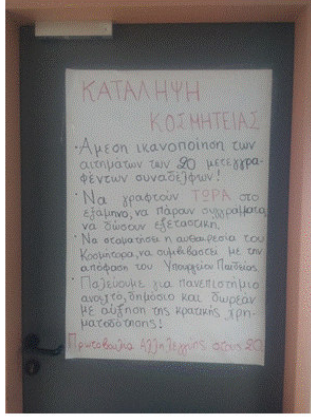 ΚΑΤΑΛΗΨΗ
ΚΟΣΜΗΤΕΙΑΣ
• Άμεση ικανοποίηση των
αιτημάτων των 20 μετεγγρα-
φέντων συναδέλφων!
• Να γραφτούν ΤΩΡΑ στο
εξάμηνο, να πάρουν συγγράματα,
να δώσουν εξεταστική.
• Να σταματήσει η αυθαιρεσία του
Κοσμήτορα, να συμβιβαστεί με την
απόφαση του Υπουργείου Παιδείας.
• Παλεύουμε για πανεπιστήμιο
ανοιχτό, δημόσιο και δωρεάν
με αύξηση της κρατικής χρη-
ματοδότησης!
Πρωτοβουλία Αλληλεγγύης στους 20